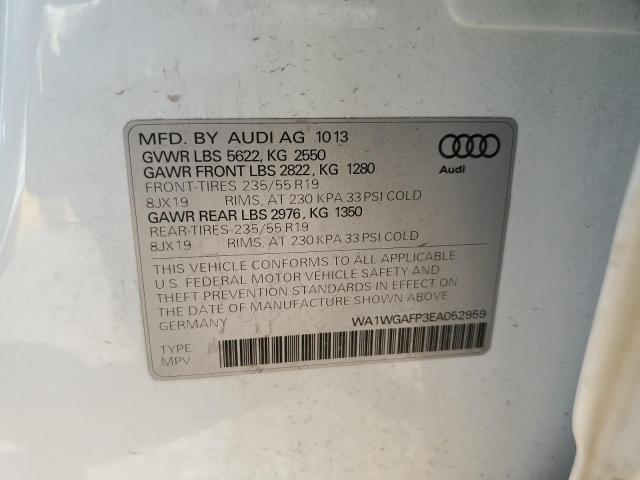 MFD. BY AUDI AG 10 13
GVWR LBS 5622, KG 2550
GAWR FRONT LBS 2822, KG 1280
FRONT-TIRES 235/55 R19
8JX19 RIMS, AT 230 KPA 33 PSI COLD
GAWR REAR LBS 2976, KG 1350
REAR-TIRES-235/55 R19
8JX19 RIMS, AT 230 KPA 33 PSI COLD
THIS VEHICLE CONFORMS TO ALL APPLICABLE
U.S. FEDERAL MOTOR VEHICLE SAFETY AND
THEFT PREVENTION STANDARDS IN EFFECT ON
THE DATE OF MANUFACTURE SHOWN ABOVE.
GERMANY
WA1WGAFP3EA052959
TYPE
MPV
Audi